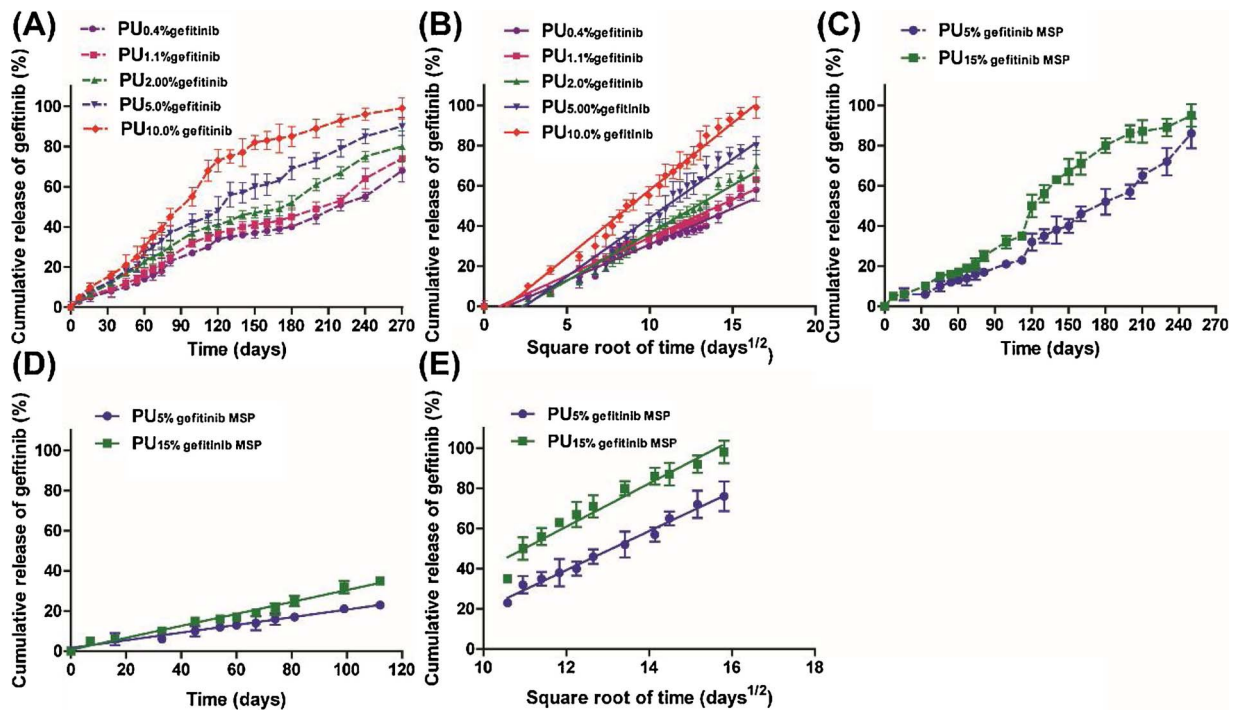 (A)
PU0.4%gefitinib
PU1.1%gefitinib
PU2.00%gefitinib
PU5.0%gefitinib
PU10.0% gefitinib
Cumulative release of gefitinib (%)
100
80
60
40
20
0
0 30 60 90 120 150 180 210 240 270
Time (days)
(B)
PU0.4%gefitinib
PU1.1%gefitinib
PU2.0%gefitinib
PU5.00%gefitinib
PU10.0% gefitinib
Cumulative release of gefitinib (%)
100
80
60
40
20
0
0 5 10 15 20
Square root of time (days1/2)
(C)
PU5% gefitinib MSP
PU15% gefitinib MSP
Cumulative release of gefitinib (%)
100
80
60
40
20
0
0 30 60 90 120 150 180 210 240 270
Time (days)
(D)
PU5% gefitinib MSP
PU15% gefitinib MSP
Cumulative release of gefitinib (%)
100
80
60
40
20
0
0 20 40 60 80 100 120
Time (days)
(E)
PU5% gefitinib MSP
PU15% gefitinib MSP
Cumulative release of gefitinib (%)
100
80
60
40
20
0
10 12 14 16 18
Square root of time (days1/2)